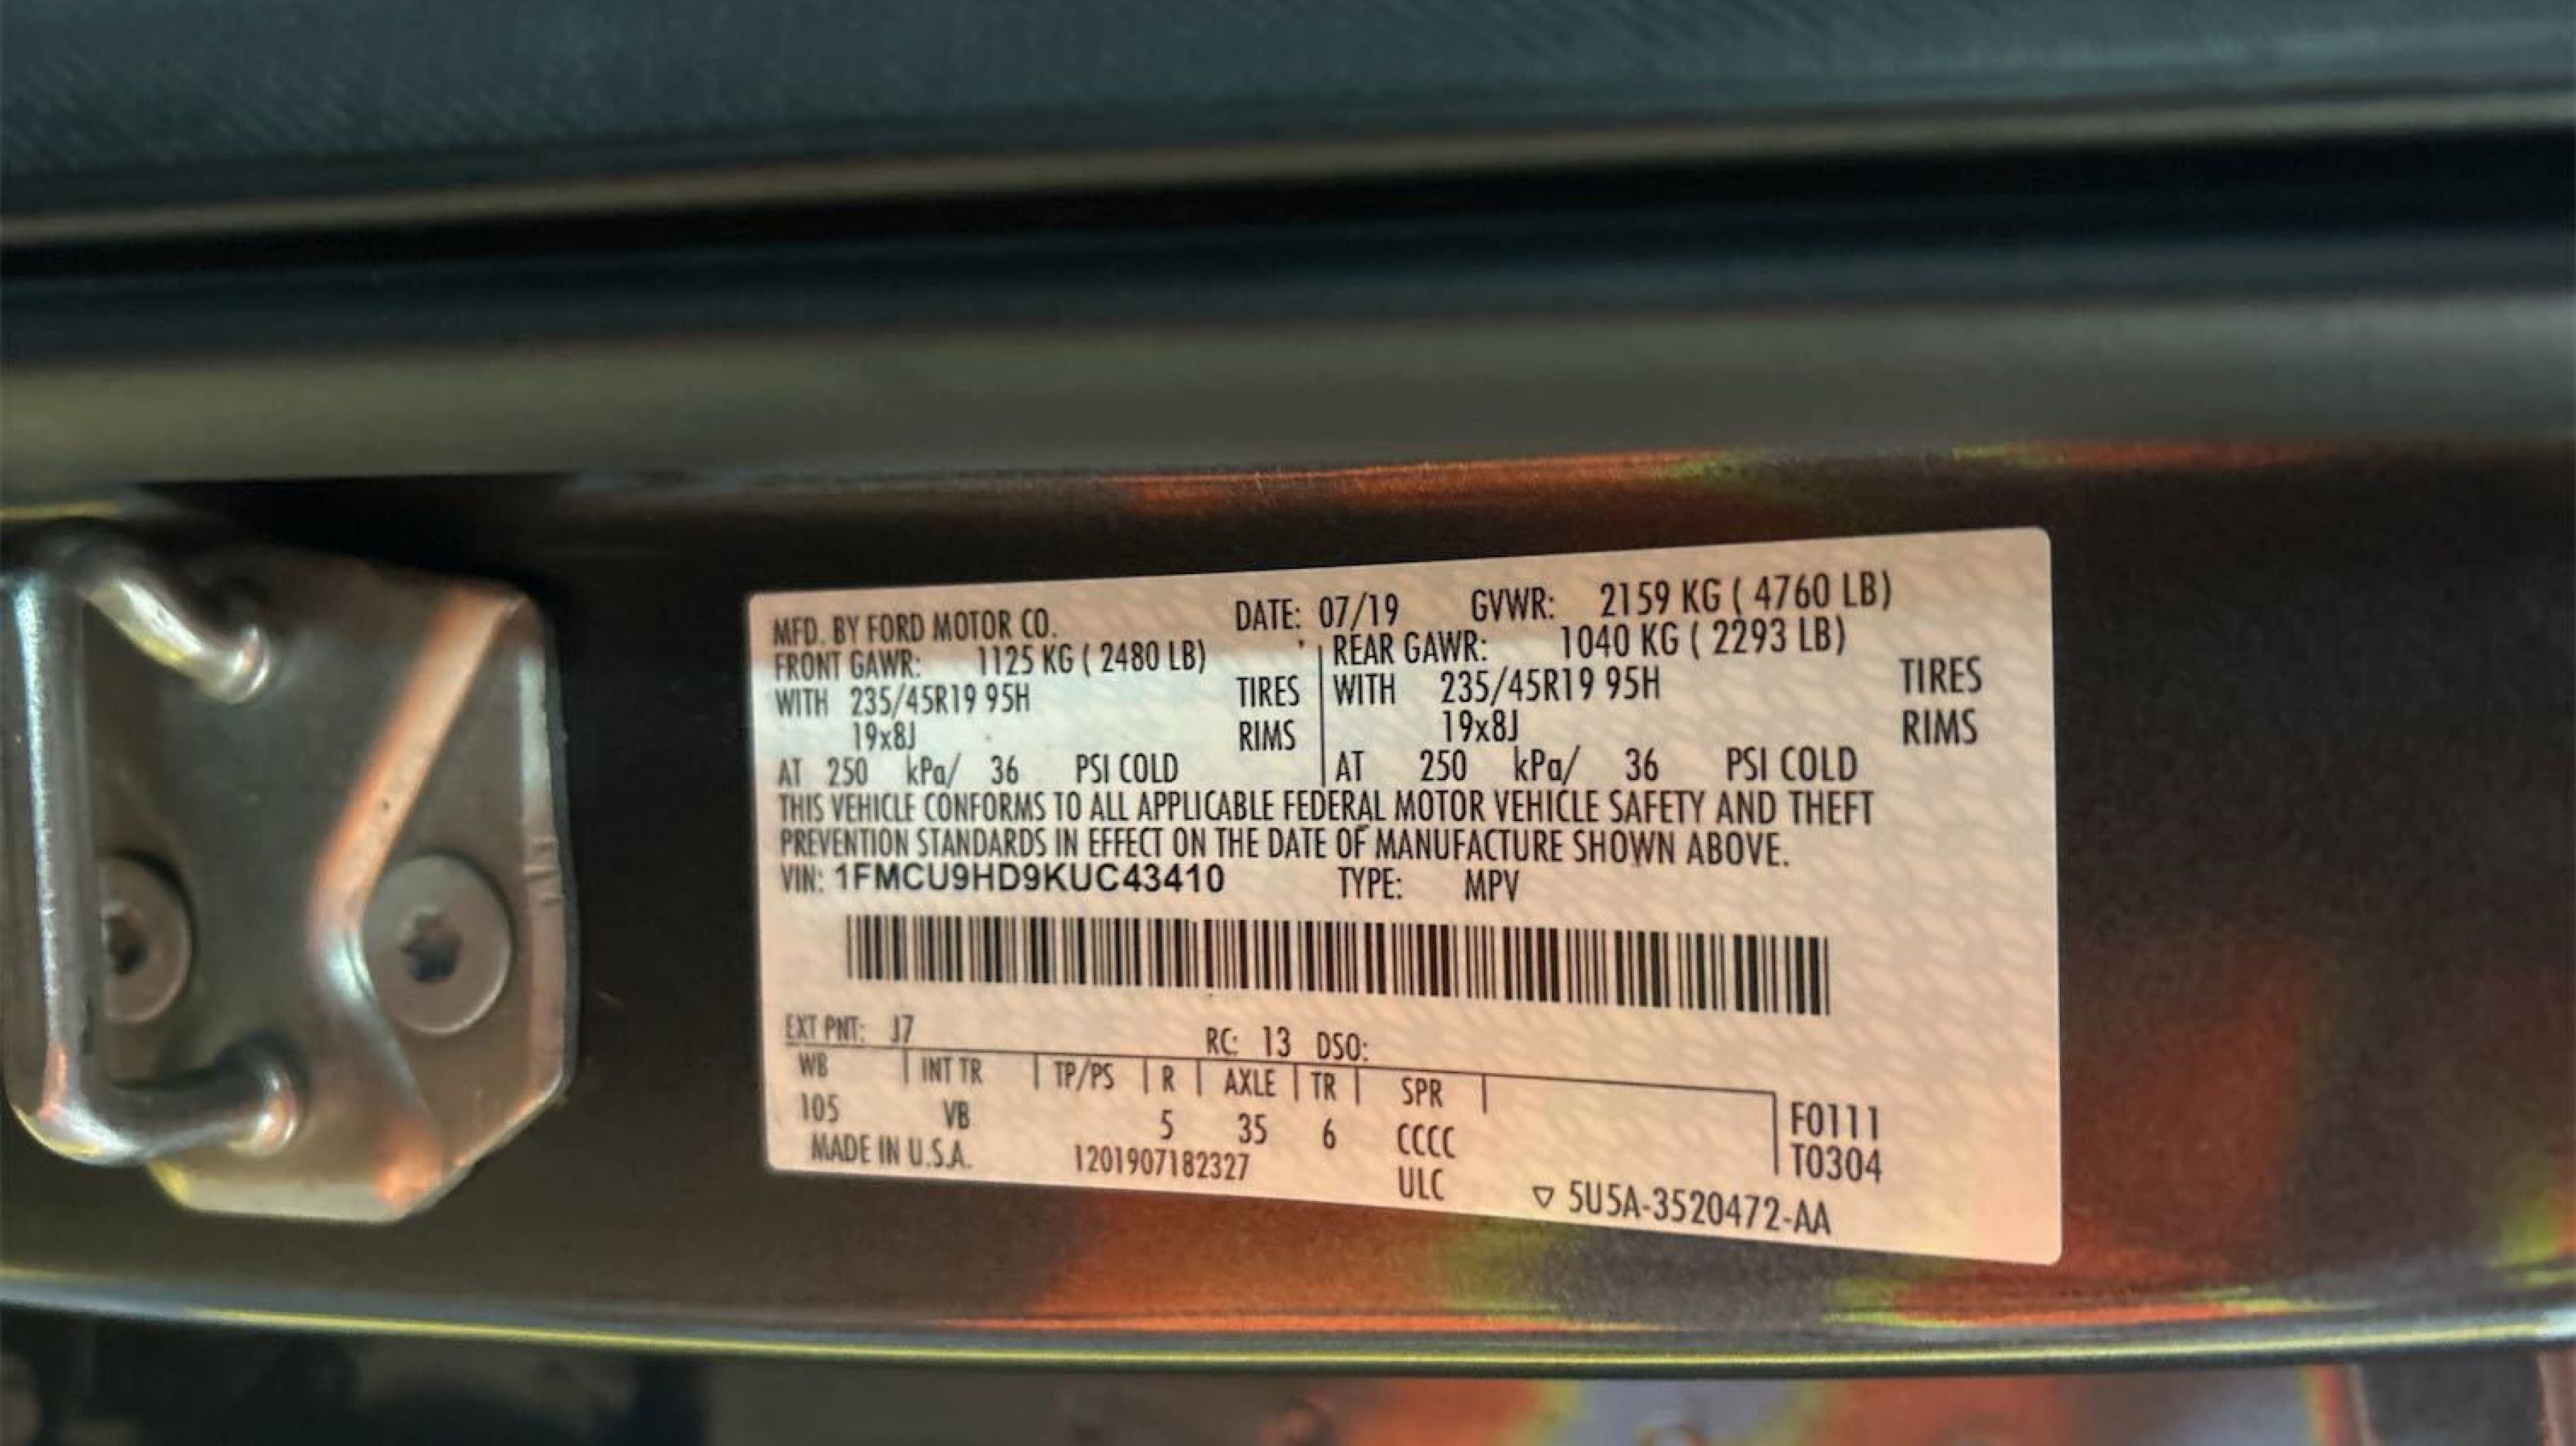 MFD. BY FORD MOTOR CO. DATE: 07/19 GVWR: 2159 KG ( 4760 LB)
FRONT GAWR: 1125 KG ( 2480 LB) REAR GAWR: 1040 KG ( 2293 LB)
WITH 235/45R19 95H TIRES WITH 235/45R19 95H TIRES
19x8J RIMS 19x8J RIMS
AT 250 kPa/ 36 PSI COLD AT 250 kPa/ 36 PSI COLD
THIS VEHICLE CONFORMS TO ALL APPLICABLE FEDERAL MOTOR VEHICLE SAFETY AND THEFT
PREVENTION STANDARDS IN EFFECT ON THE DATE OF MANUFACTURE SHOWN ABOVE.
VIN: 1FMCU9HD9KUC43410 TYPE: MPV
EXT PNT: J7 RC: 13 DSO:
WB INT TR TP/PS R AXLE TR SPR
105 VB 5 35 6 CCCC F0111
MADE IN U.S.A. 1201907182327 ULC T0304
▽ 5U5A-3520472-AA